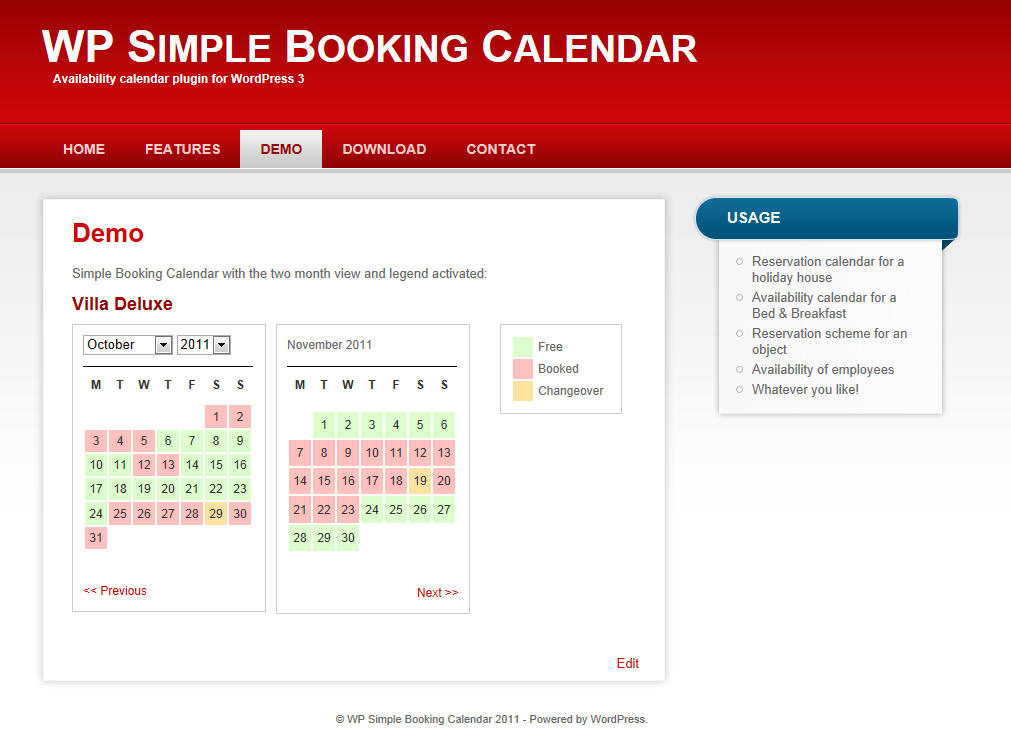 WP SIMPLE BOOKING CALENDAR
Availability calendar plugin for WordPress 3
HOME FEATURES DEMO DOWNLOAD CONTACT
Demo
Simple Booking Calendar with the two month view and legend activated:
Villa Deluxe
October 2011
M T W T F S S
1 2
3 4 5 6 7 8 9
10 11 12 13 14 15 16
17 18 19 20 21 22 23
24 25 26 27 28 29 30
31
<< Previous
November 2011
M T W T F S S
1 2 3 4 5 6
7 8 9 10 11 12 13
14 15 16 17 18 19 20
21 22 23 24 25 26 27
28 29 30
Next >>
Free
Booked
Changeover
Edit
USAGE
Reservation calendar for a
holiday house
Availability calendar for a
Bed & Breakfast
Reservation scheme for an
object
Availability of employees
Whatever you like!
© WP Simple Booking Calendar 2011 - Powered by WordPress.